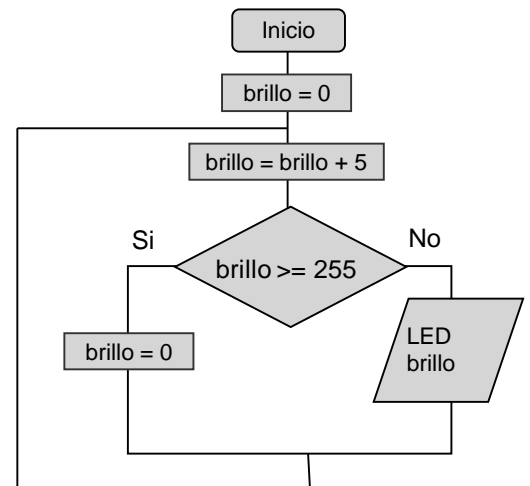 Inicio
brillo = 0
brillo = brillo + 5
Si
No
brillo >= 255
brillo = 0
LED
brillo